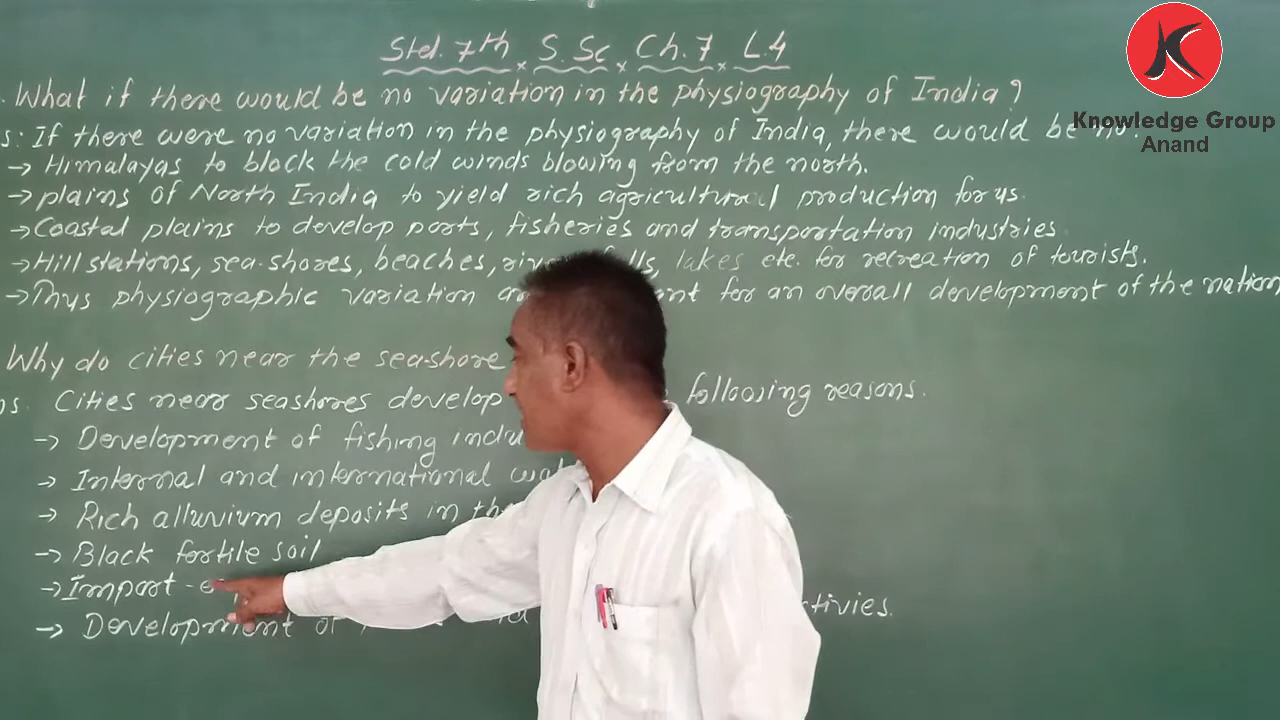 Std. 7th × S.Sc × Ch.7 × L.4
Knowledge Group
Anand
What if there would be no variation in the physiography of India?
s: If there were no variation in the physiography of India, there would be no.
→ Himalayas to block the cold winds blowing from the north.
→ plains of North India to yield rich agricultural production for us.
→ Coastal plains to develop ports, fisheries and transportation industries.
→ Hill stations, sea-shores, beaches, lakes etc. for recreation of tourists.
→ Thus physiographic variation for an overall development of the nation
Why do cities near the seashore
ns. Cities near seashores develop following reasons.
→ Development of fishing
→ Internal and international
→ Rich alluvium deposits in
→ Black fertile soil
→ Import -
→ Development of tivies.